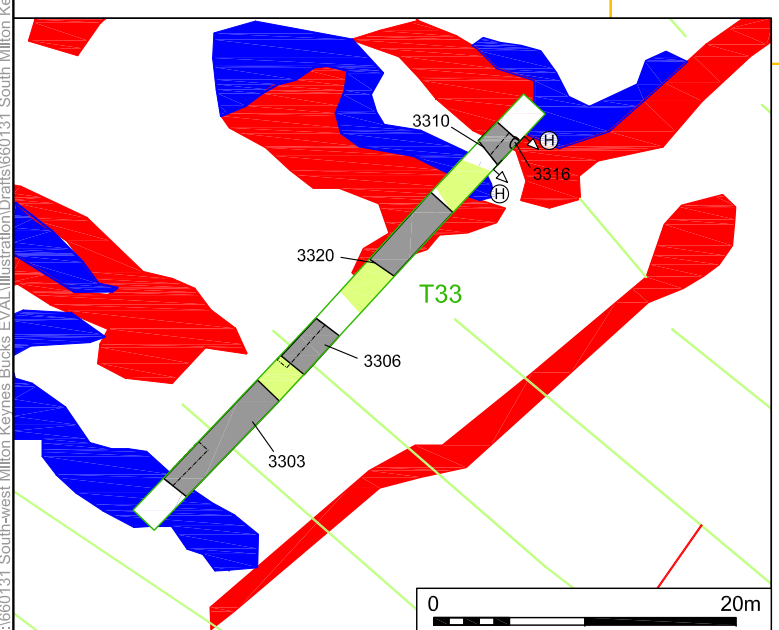 :\660131 South-west Milton Keynes Bucks EVAL\Illustration\Drafts\660131 South Milton Ke
3310
H
3316
H
3320
T33
3306
3303
0 20m